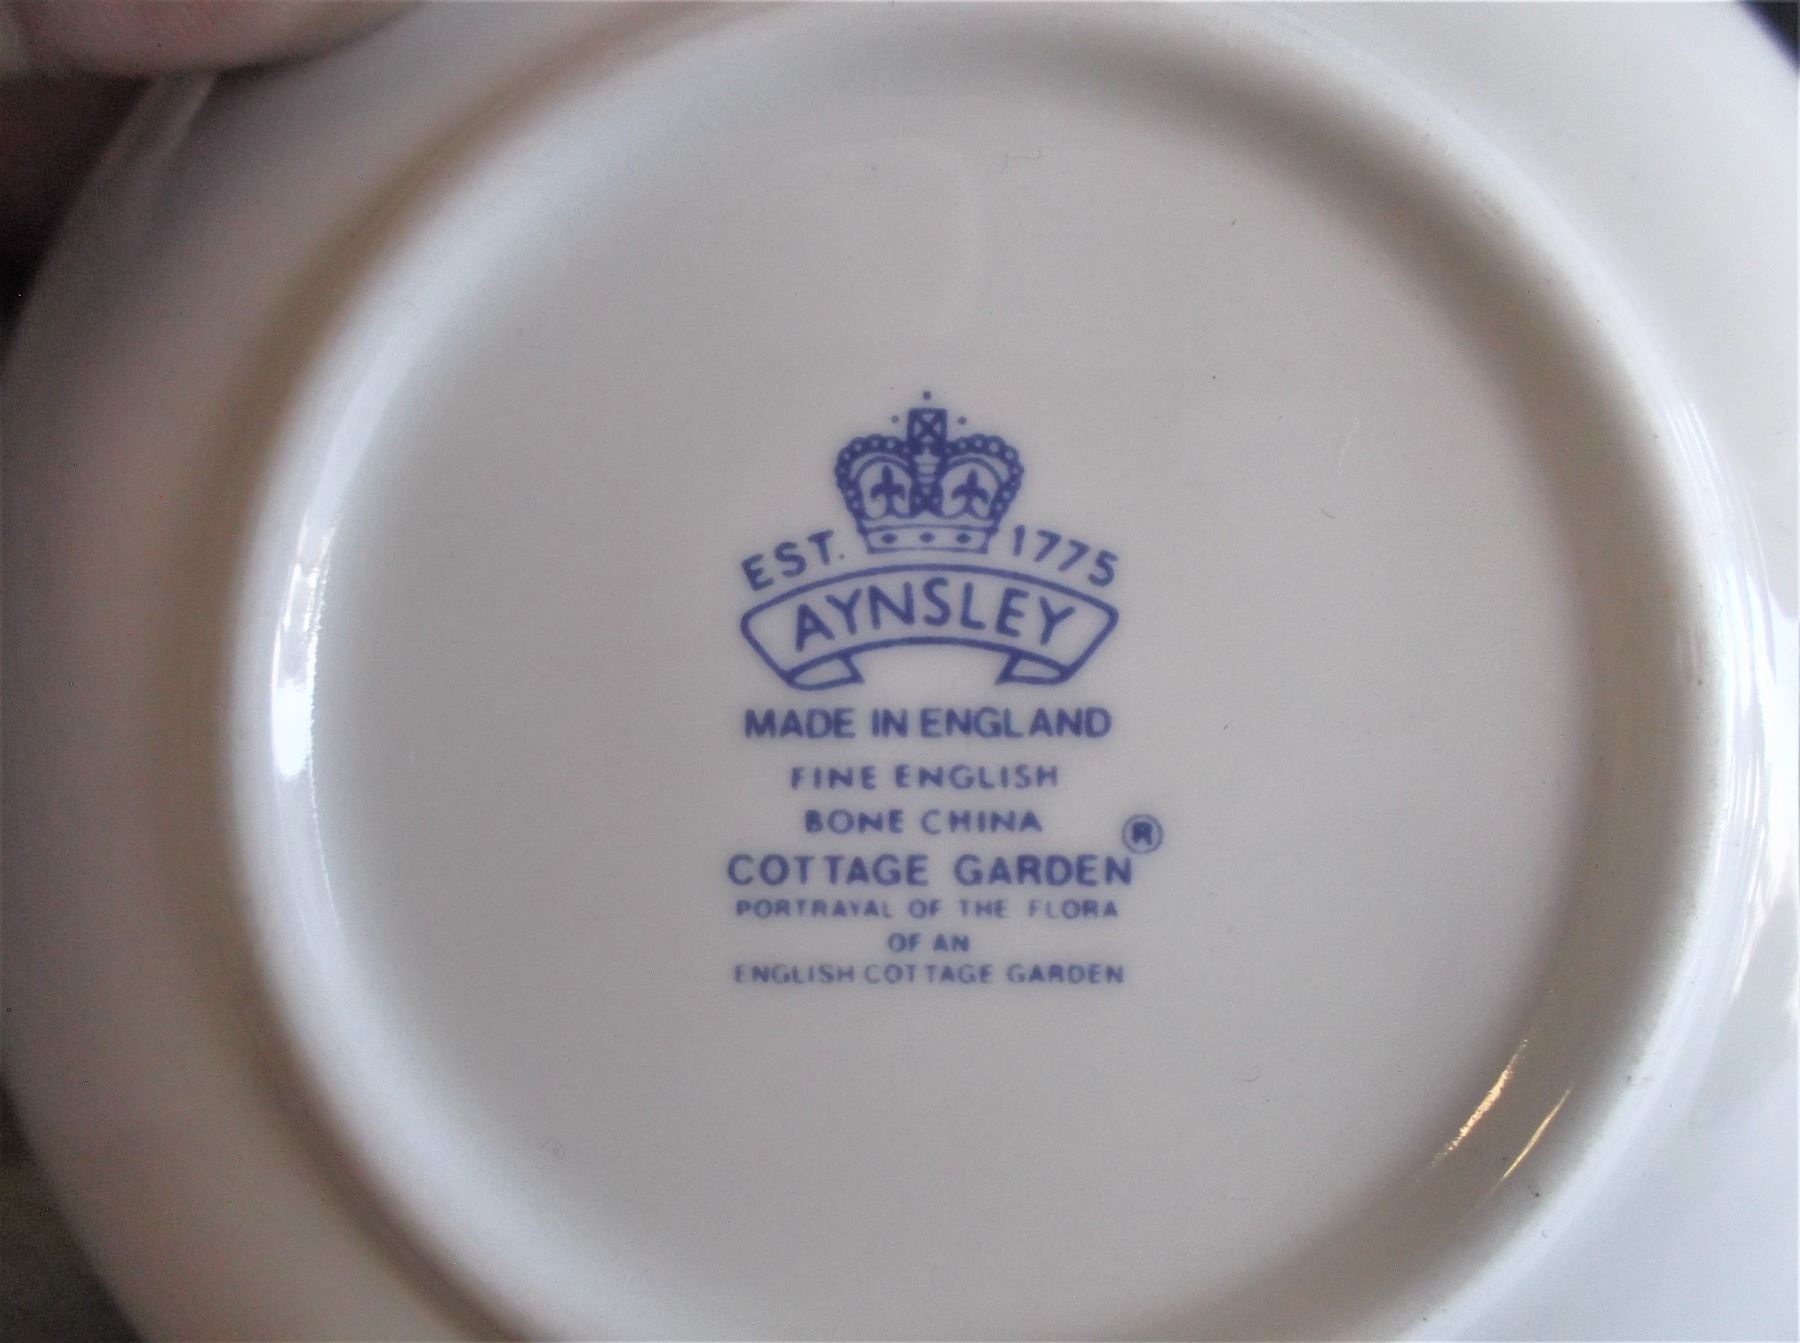 EST. 1775
AYNSLEY
MADE IN ENGLAND
FINE ENGLISH
BONE CHINA
COTTAGE GARDEN®
PORTRAYAL OF THE FLORA
OF AN
ENGLISH COTTAGE GARDEN